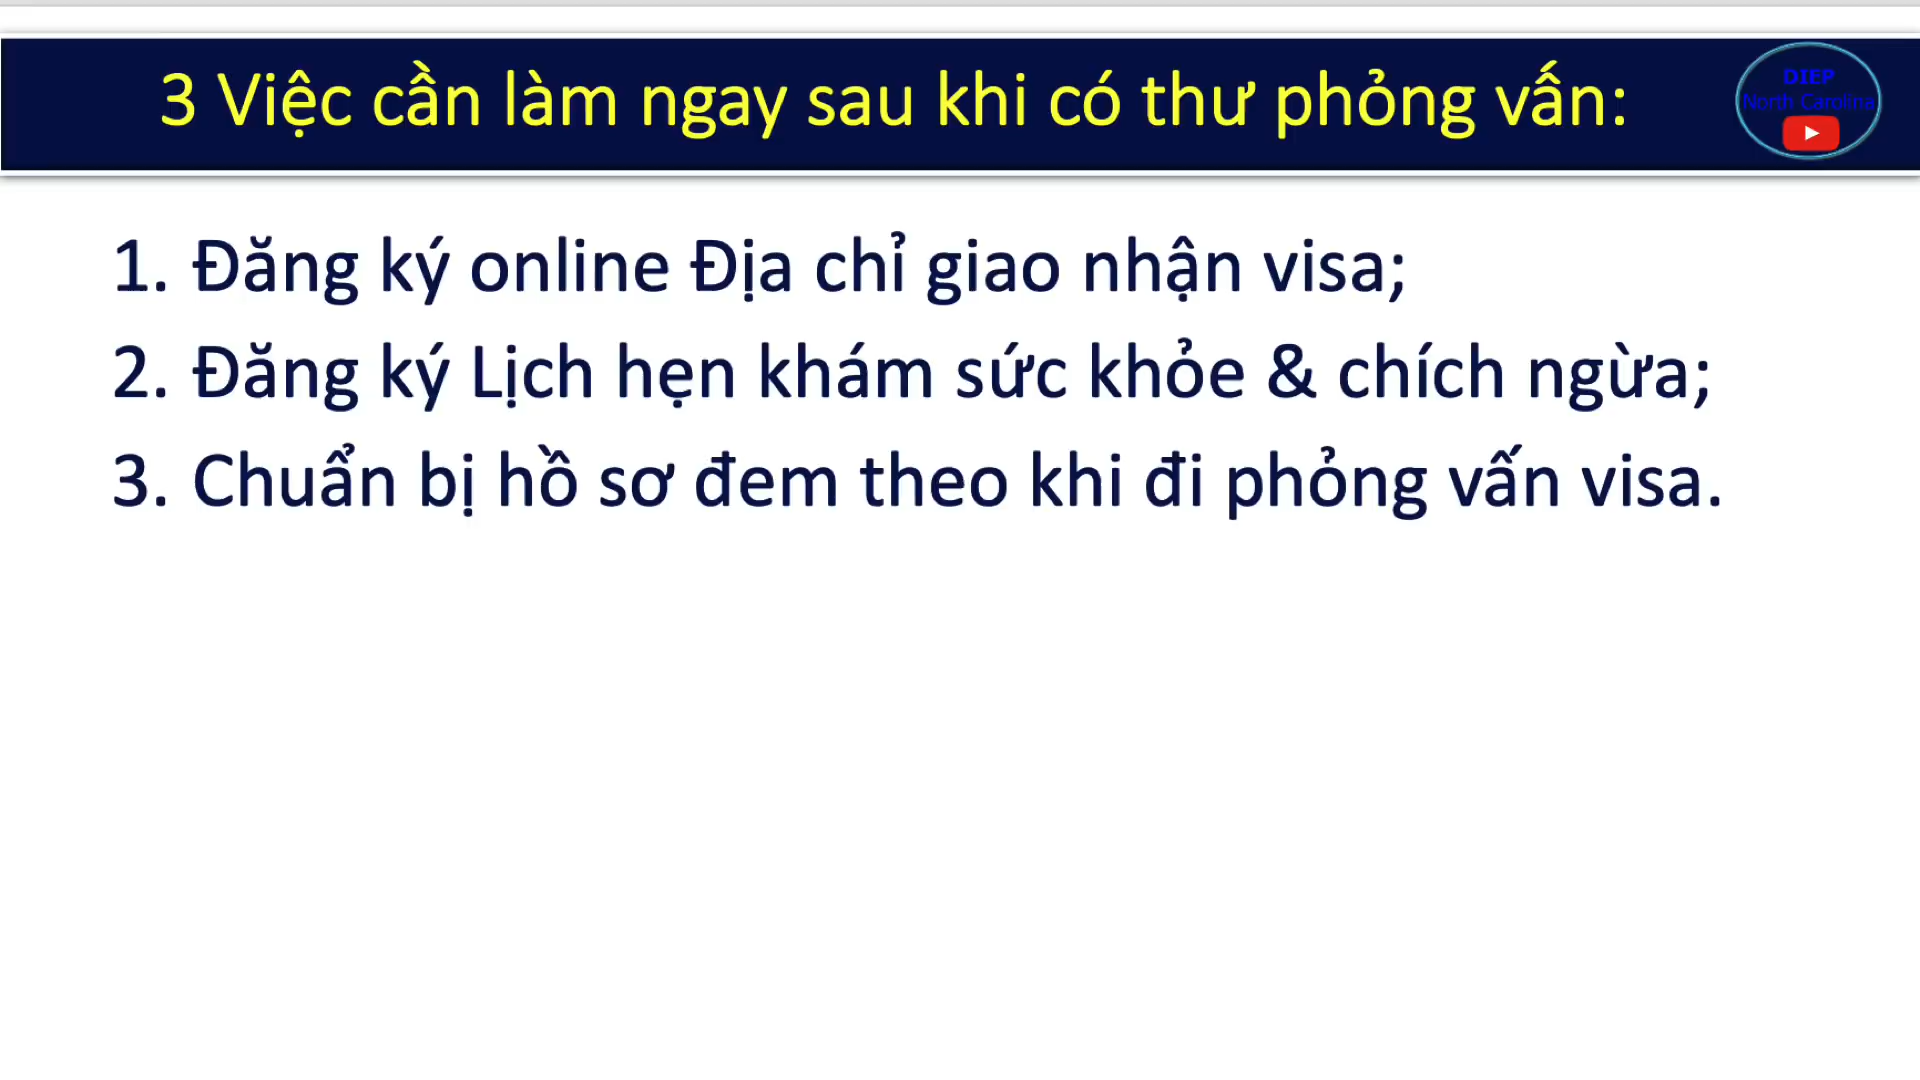 3 Việc cần làm ngay sau khi có thư phỏng vấn:
DIEP
North Carolina
1. Đăng ký online Địa chỉ giao nhận visa;
2. Đăng ký Lịch hẹn khám sức khỏe & chích ngừa;
3. Chuẩn bị hồ sơ đem theo khi đi phỏng vấn visa.